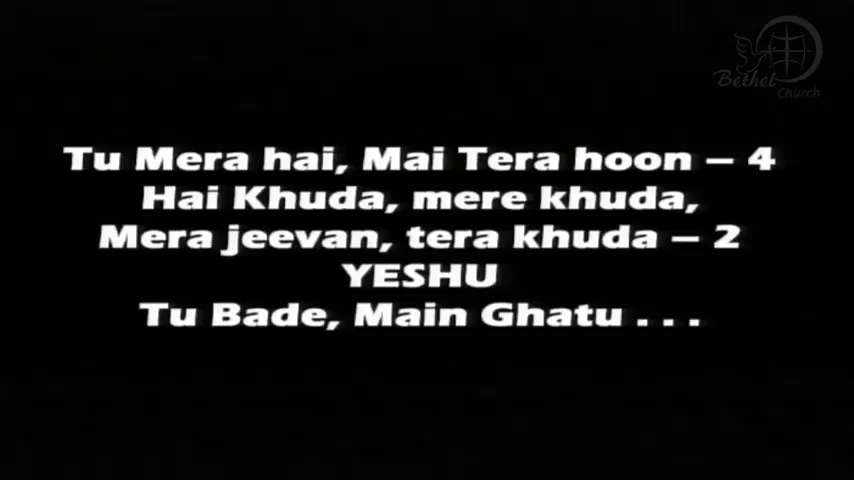 Bethel
Church
Tu Mera hai, Mai Tera hoon – 4
Hai Khuda, mere khuda,
Mera jeevan, tera khuda – 2
YESHU
Tu Bade, Main Ghatu . . .